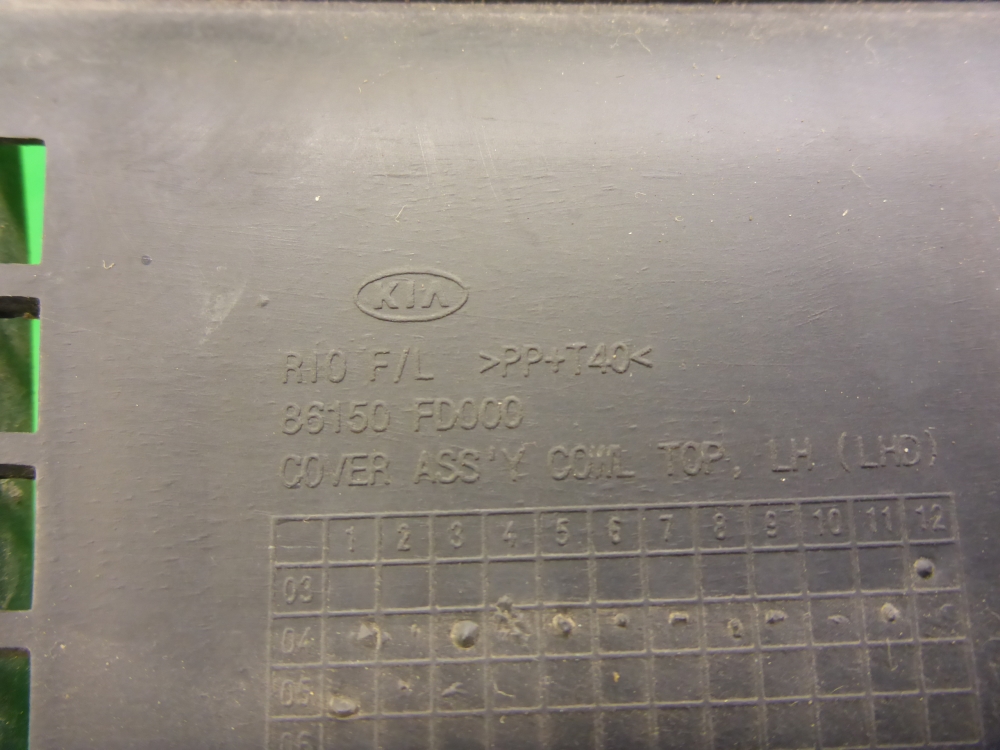 KIA
RIO F/L >PP+T40<
86150 FD000
COVER ASS'Y COWL TOP, LH (LHD)
1 2 3 4 5 6 7 8 9 10 11 12
03
04
05
06